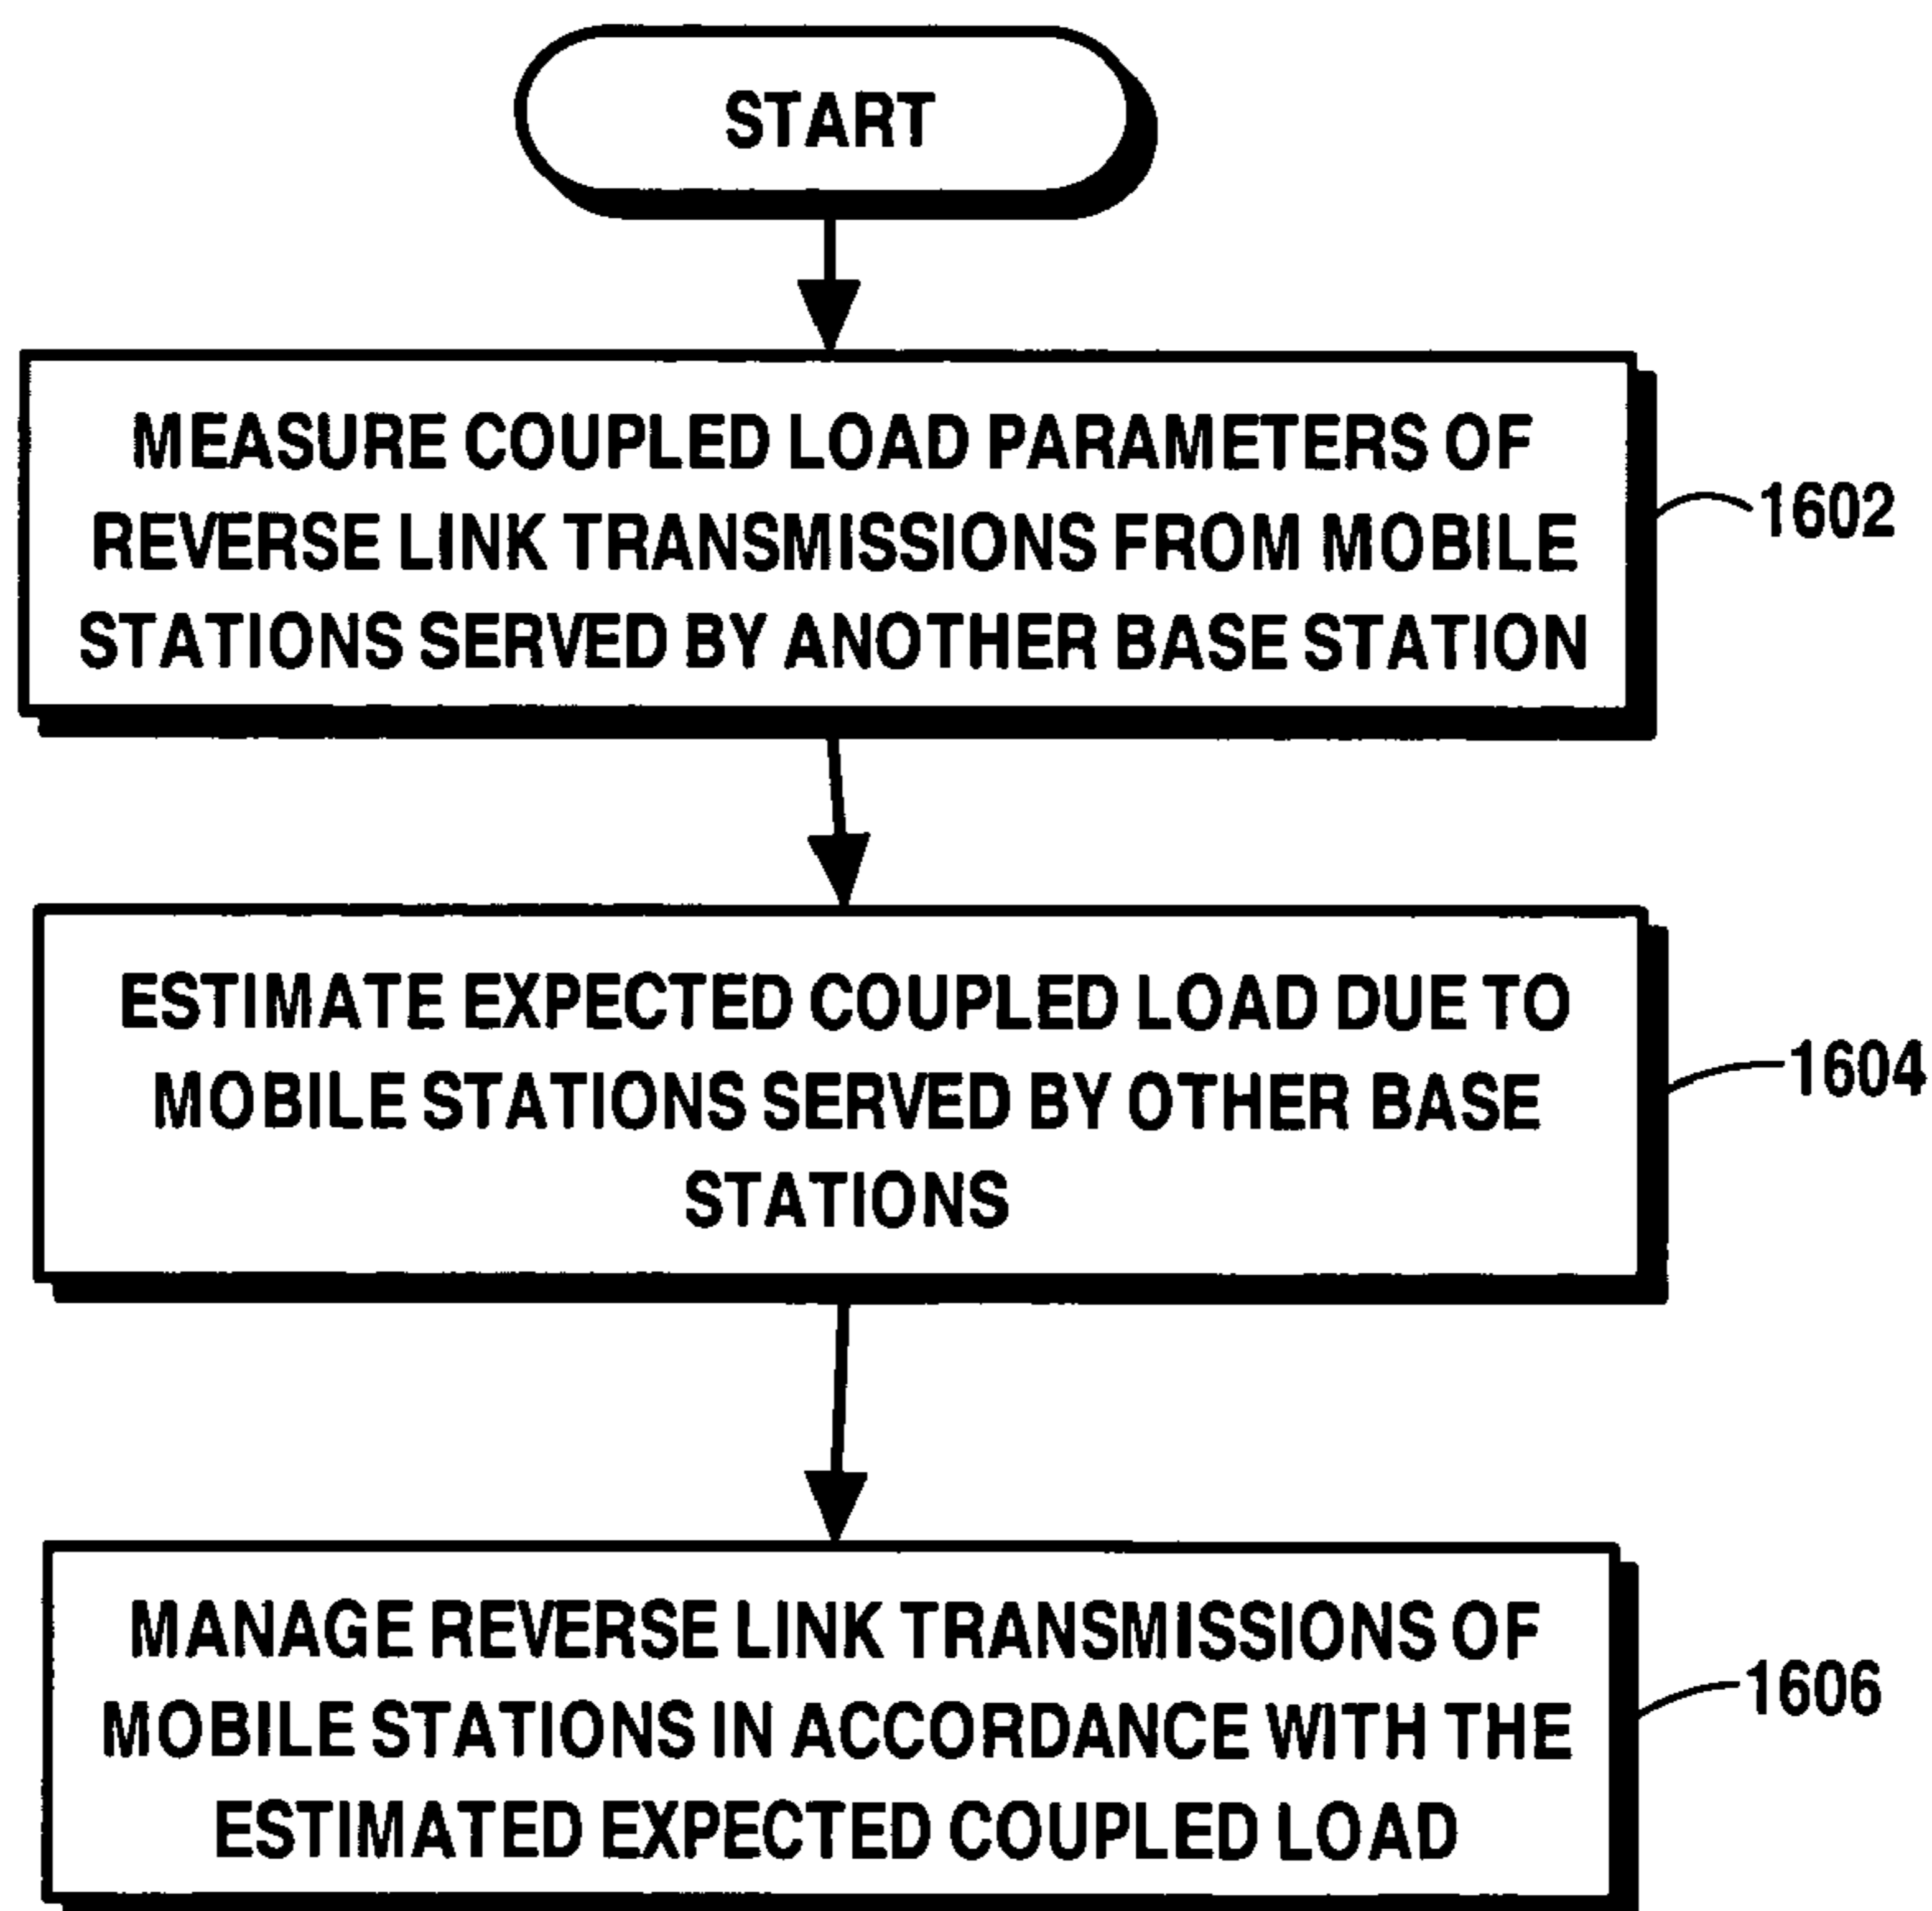 START
MEASURE COUPLED LOAD PARAMETERS OF
REVERSE LINK TRANSMISSIONS FROM MOBILE
STATIONS SERVED BY ANOTHER BASE STATION
1602
ESTIMATE EXPECTED COUPLED LOAD DUE TO
MOBILE STATIONS SERVED BY OTHER BASE
STATIONS
1604
MANAGE REVERSE LINK TRANSMISSIONS OF
MOBILE STATIONS IN ACCORDANCE WITH THE
ESTIMATED EXPECTED COUPLED LOAD
1606